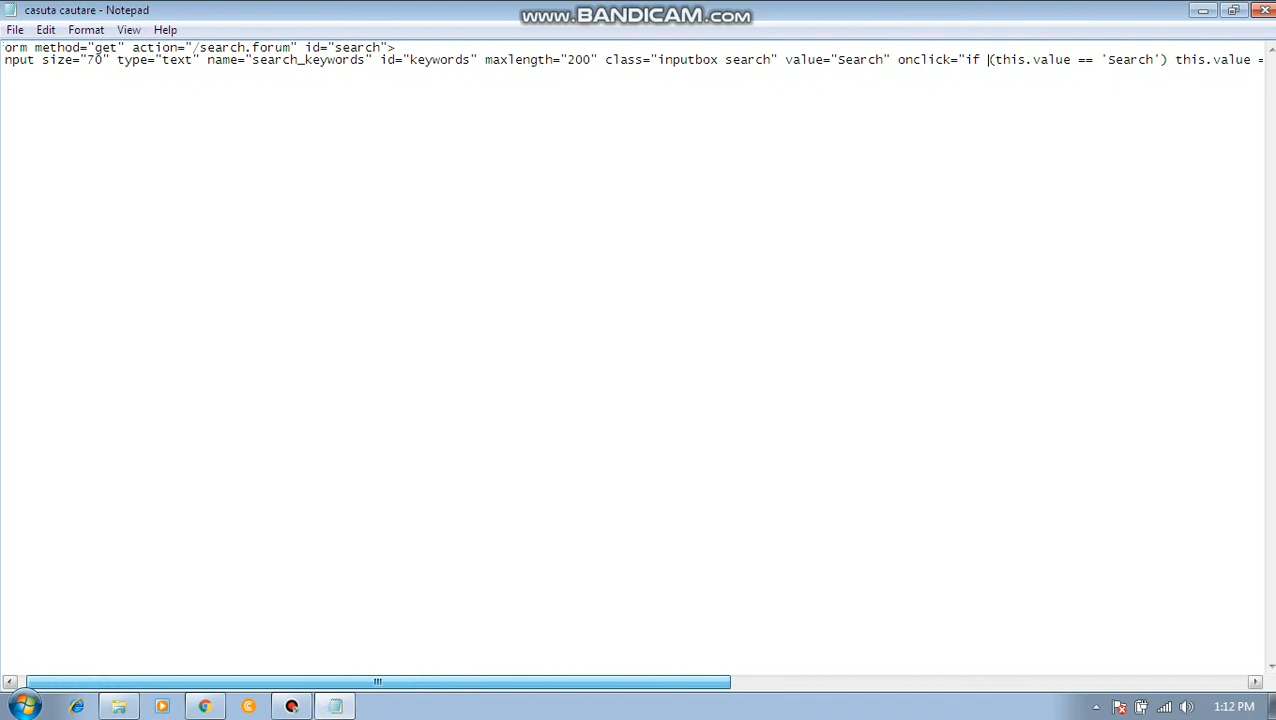 casuta cautare - Notepad
www.BANDICAM.com
File Edit Format View Help
orm method="get" action="/search.forum" id="search">
nput size="70" type="text" name="search_keywords" id="keywords" maxlength="200" class="inputbox search" value="Search" onclick="if (this.value == 'Search') this.value =
1:12 PM